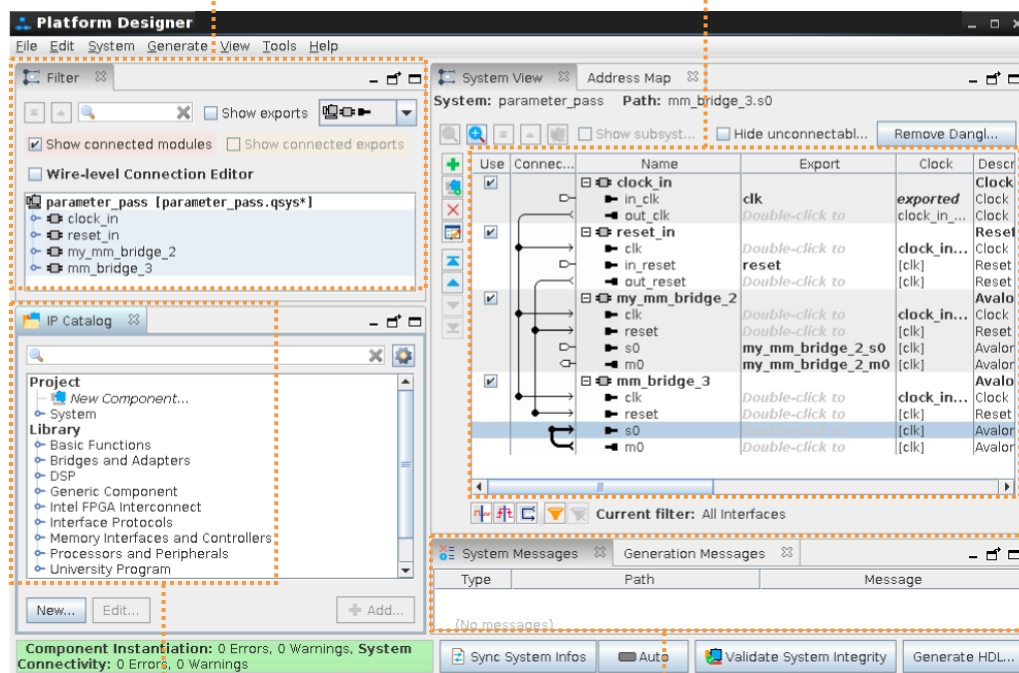 Platform Designer
File Edit System Generate View Tools Help
Filter
Show exports
Show connected modules Show connected exports
Wire-level Connection Editor
parameter_pass [parameter_pass.qsys*]
clock_in
reset_in
my_mm_bridge_2
mm_bridge_3
IP Catalog
Project
New Component...
System
Library
Basic Functions
Bridges and Adapters
DSP
Generic Component
Intel FPGA Interconnect
Interface Protocols
Memory Interfaces and Controllers
Processors and Peripherals
University Program
New... Edit... Add...
Component Instantiation: 0 Errors, 0 Warnings, System
Connectivity: 0 Errors, 0 Warnings
System View Address Map
System: parameter_pass Path: mm_bridge_3.s0
Show subsyst... Hide unconnectabl... Remove Dangl...
Use Connec... Name Export Clock Descr
clock_in Clock
in_clk clk exported Clock
out_clk Double-click to clock_in_... Clock
reset_in Reset
clk Double-click to clock_in... Clock
in_reset reset [clk] Reset
out_reset Double-click to [clk] Reset
my_mm_bridge_2 Avalo
clk Double-click to clock_in... Clock
reset Double-click to [clk] Reset
s0 my_mm_bridge_2_s0 [clk] Avalor
m0 my_mm_bridge_2_m0 [clk] Avalor
mm_bridge_3 Avalo
clk Double-click to clock_in... Clock
reset Double-click to [clk] Reset
s0 Double-click to [clk] Avalor
m0 Double-click to [clk] Avalor
Current filter: All Interfaces
System Messages Generation Messages
Type Path Message
(No messages)
Sync System Infos Auto Validate System Integrity Generate HDL...